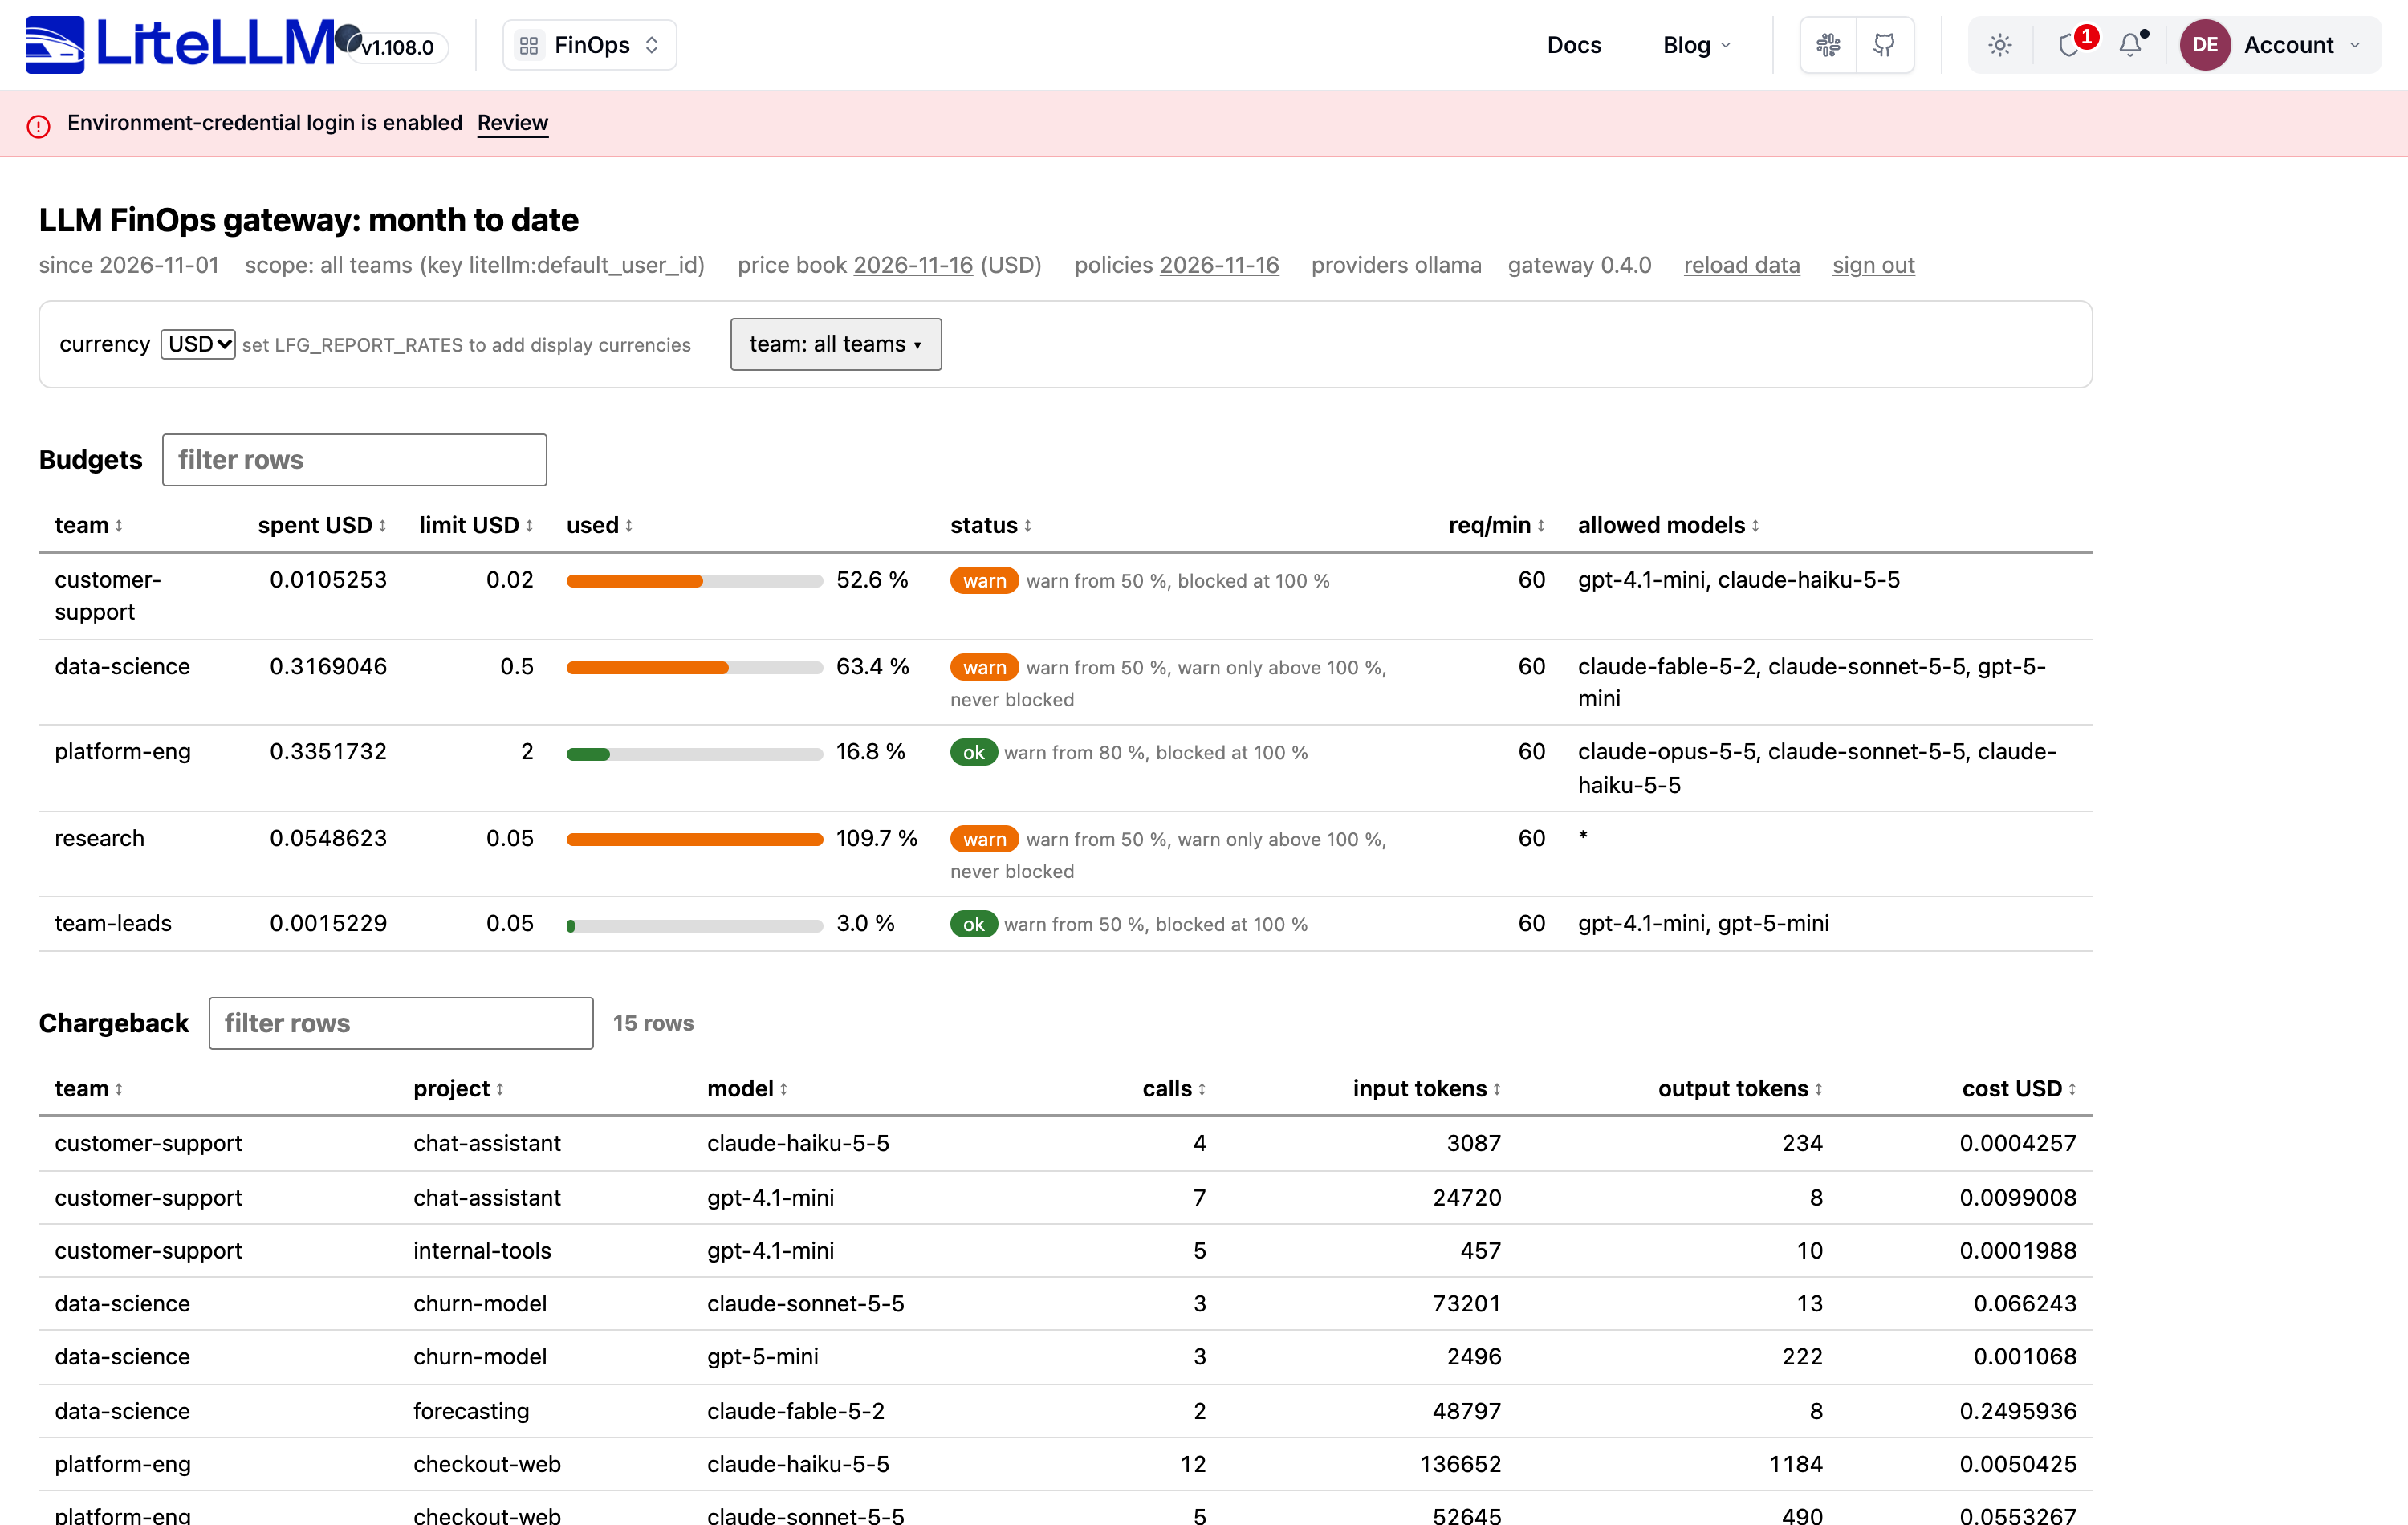 LiteLLM v1.108.0 FinOps Docs Blog 1 DE Account
Environment-credential login is enabled Review
LLM FinOps gateway: month to date
since 2026-11-01 scope: all teams (key litellm:default_user_id) price book 2026-11-16 (USD) policies 2026-11-16 providers ollama gateway 0.4.0 reload data sign out
currency USD set LFG_REPORT_RATES to add display currencies team: all teams ▾
Budgets filter rows
team ↕ spent USD ↕ limit USD ↕ used ↕ status ↕ req/min ↕ allowed models ↕
customer- 0.0105253 0.02 52.6 % warn warn from 50 %, blocked at 100 % 60 gpt-4.1-mini, claude-haiku-5-5
support
data-science 0.3169046 0.5 63.4 % warn warn from 50 %, warn only above 100 %, 60 claude-fable-5-2, claude-sonnet-5-5, gpt-5-
never blocked mini
platform-eng 0.3351732 2 16.8 % ok warn from 80 %, blocked at 100 % 60 claude-opus-5-5, claude-sonnet-5-5, claude-
haiku-5-5
research 0.0548623 0.05 109.7 % warn warn from 50 %, warn only above 100 %, 60 *
never blocked
team-leads 0.0015229 0.05 3.0 % ok warn from 50 %, blocked at 100 % 60 gpt-4.1-mini, gpt-5-mini
Chargeback filter rows 15 rows
team ↕ project ↕ model ↕ calls ↕ input tokens ↕ output tokens ↕ cost USD ↕
customer-support chat-assistant claude-haiku-5-5 4 3087 234 0.0004257
customer-support chat-assistant gpt-4.1-mini 7 24720 8 0.0099008
customer-support internal-tools gpt-4.1-mini 5 457 10 0.0001988
data-science churn-model claude-sonnet-5-5 3 73201 13 0.066243
data-science churn-model gpt-5-mini 3 2496 222 0.001068
data-science forecasting claude-fable-5-2 2 48797 8 0.2495936
platform-eng checkout-web claude-haiku-5-5 12 136652 1184 0.0050425
platform-eng checkout-web claude-sonnet-5-5 5 52645 490 0.0553267